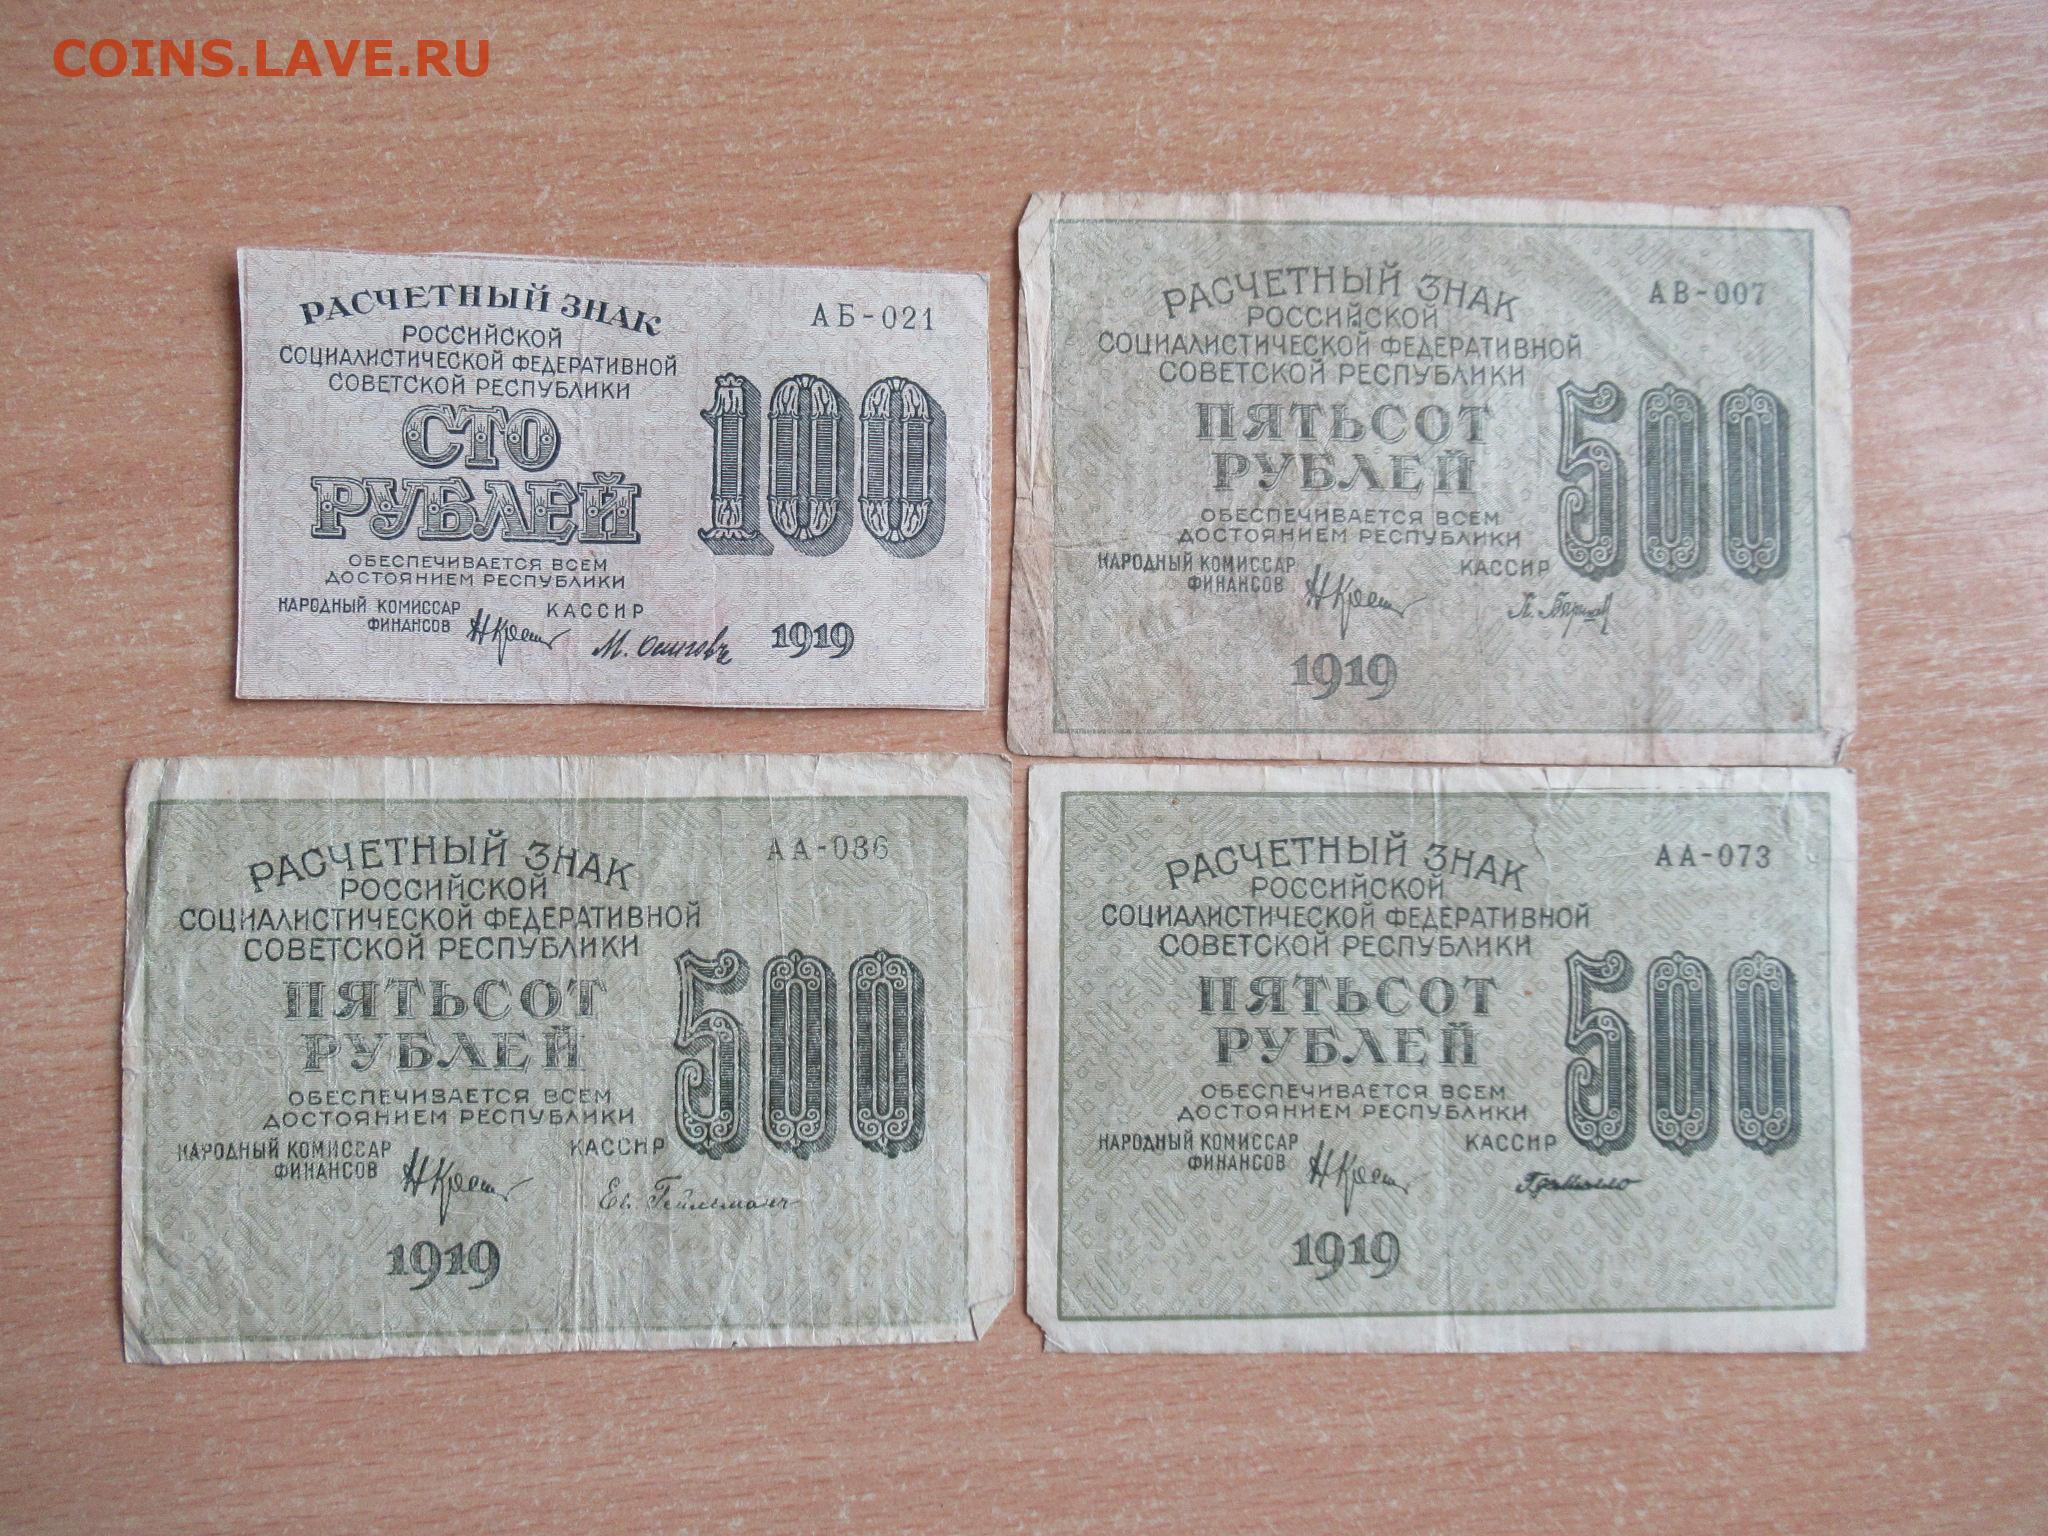 COINS.LAVE.RU
РАСЧЕТНЫЙ ЗНАК
АБ-021
РОССИЙСКОЙ
СОЦИАЛИСТИЧЕСКОЙ ФЕДЕРАТИВНОЙ
СОВЕТСКОЙ РЕСПУБЛИКИ
СТО
РУБЛЕЙ
100
ОБЕСПЕЧИВАЕТСЯ ВСЕМ
ДОСТОЯНИЕМ РЕСПУБЛИКИ
НАРОДНЫЙ КОМИССАР
ФИНАНСОВ
КАССИР
1919
РАСЧЕТНЫЙ ЗНАК
АВ-007
РОССИЙСКОЙ
СОЦИАЛИСТИЧЕСКОЙ ФЕДЕРАТИВНОЙ
СОВЕТСКОЙ РЕСПУБЛИКИ
ПЯТЬСОТ
РУБЛЕЙ
500
ОБЕСПЕЧИВАЕТСЯ ВСЕМ
ДОСТОЯНИЕМ РЕСПУБЛИКИ
НАРОДНЫЙ КОМИССАР
ФИНАНСОВ
КАССИР
1919
РАСЧЕТНЫЙ ЗНАК
АА-036
РОССИЙСКОЙ
СОЦИАЛИСТИЧЕСКОЙ ФЕДЕРАТИВНОЙ
СОВЕТСКОЙ РЕСПУБЛИКИ
ПЯТЬСОТ
РУБЛЕЙ
500
ОБЕСПЕЧИВАЕТСЯ ВСЕМ
ДОСТОЯНИЕМ РЕСПУБЛИКИ
НАРОДНЫЙ КОМИССАР
ФИНАНСОВ
КАССИР
Ев. Гейльманъ
1919
РАСЧЕТНЫЙ ЗНАК
АА-073
РОССИЙСКОЙ
СОЦИАЛИСТИЧЕСКОЙ ФЕДЕРАТИВНОЙ
СОВЕТСКОЙ РЕСПУБЛИКИ
ПЯТЬСОТ
РУБЛЕЙ
500
ОБЕСПЕЧИВАЕТСЯ ВСЕМ
ДОСТОЯНИЕМ РЕСПУБЛИКИ
НАРОДНЫЙ КОМИССАР
ФИНАНСОВ
КАССИР
1919